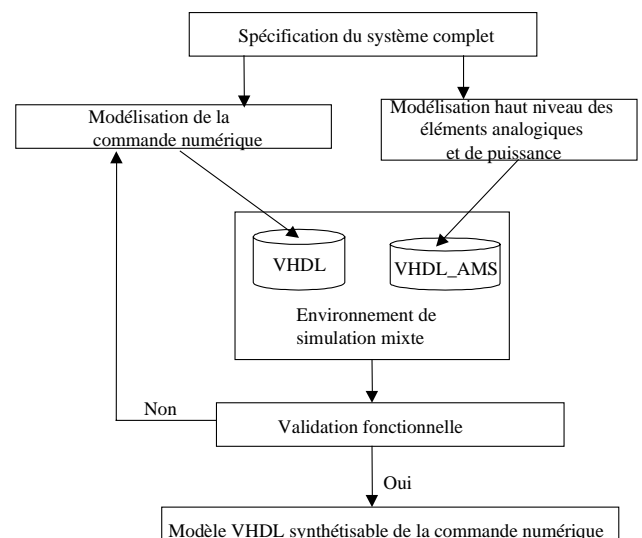 Spécification du système complet
Modélisation de la
commande numérique
Modélisation haut niveau des
éléments analogiques
et de puissance
VHDL
VHDL_AMS
Environnement de
simulation mixte
Non
Validation fonctionnelle
Oui
Modèle VHDL synthétisable de la commande numérique